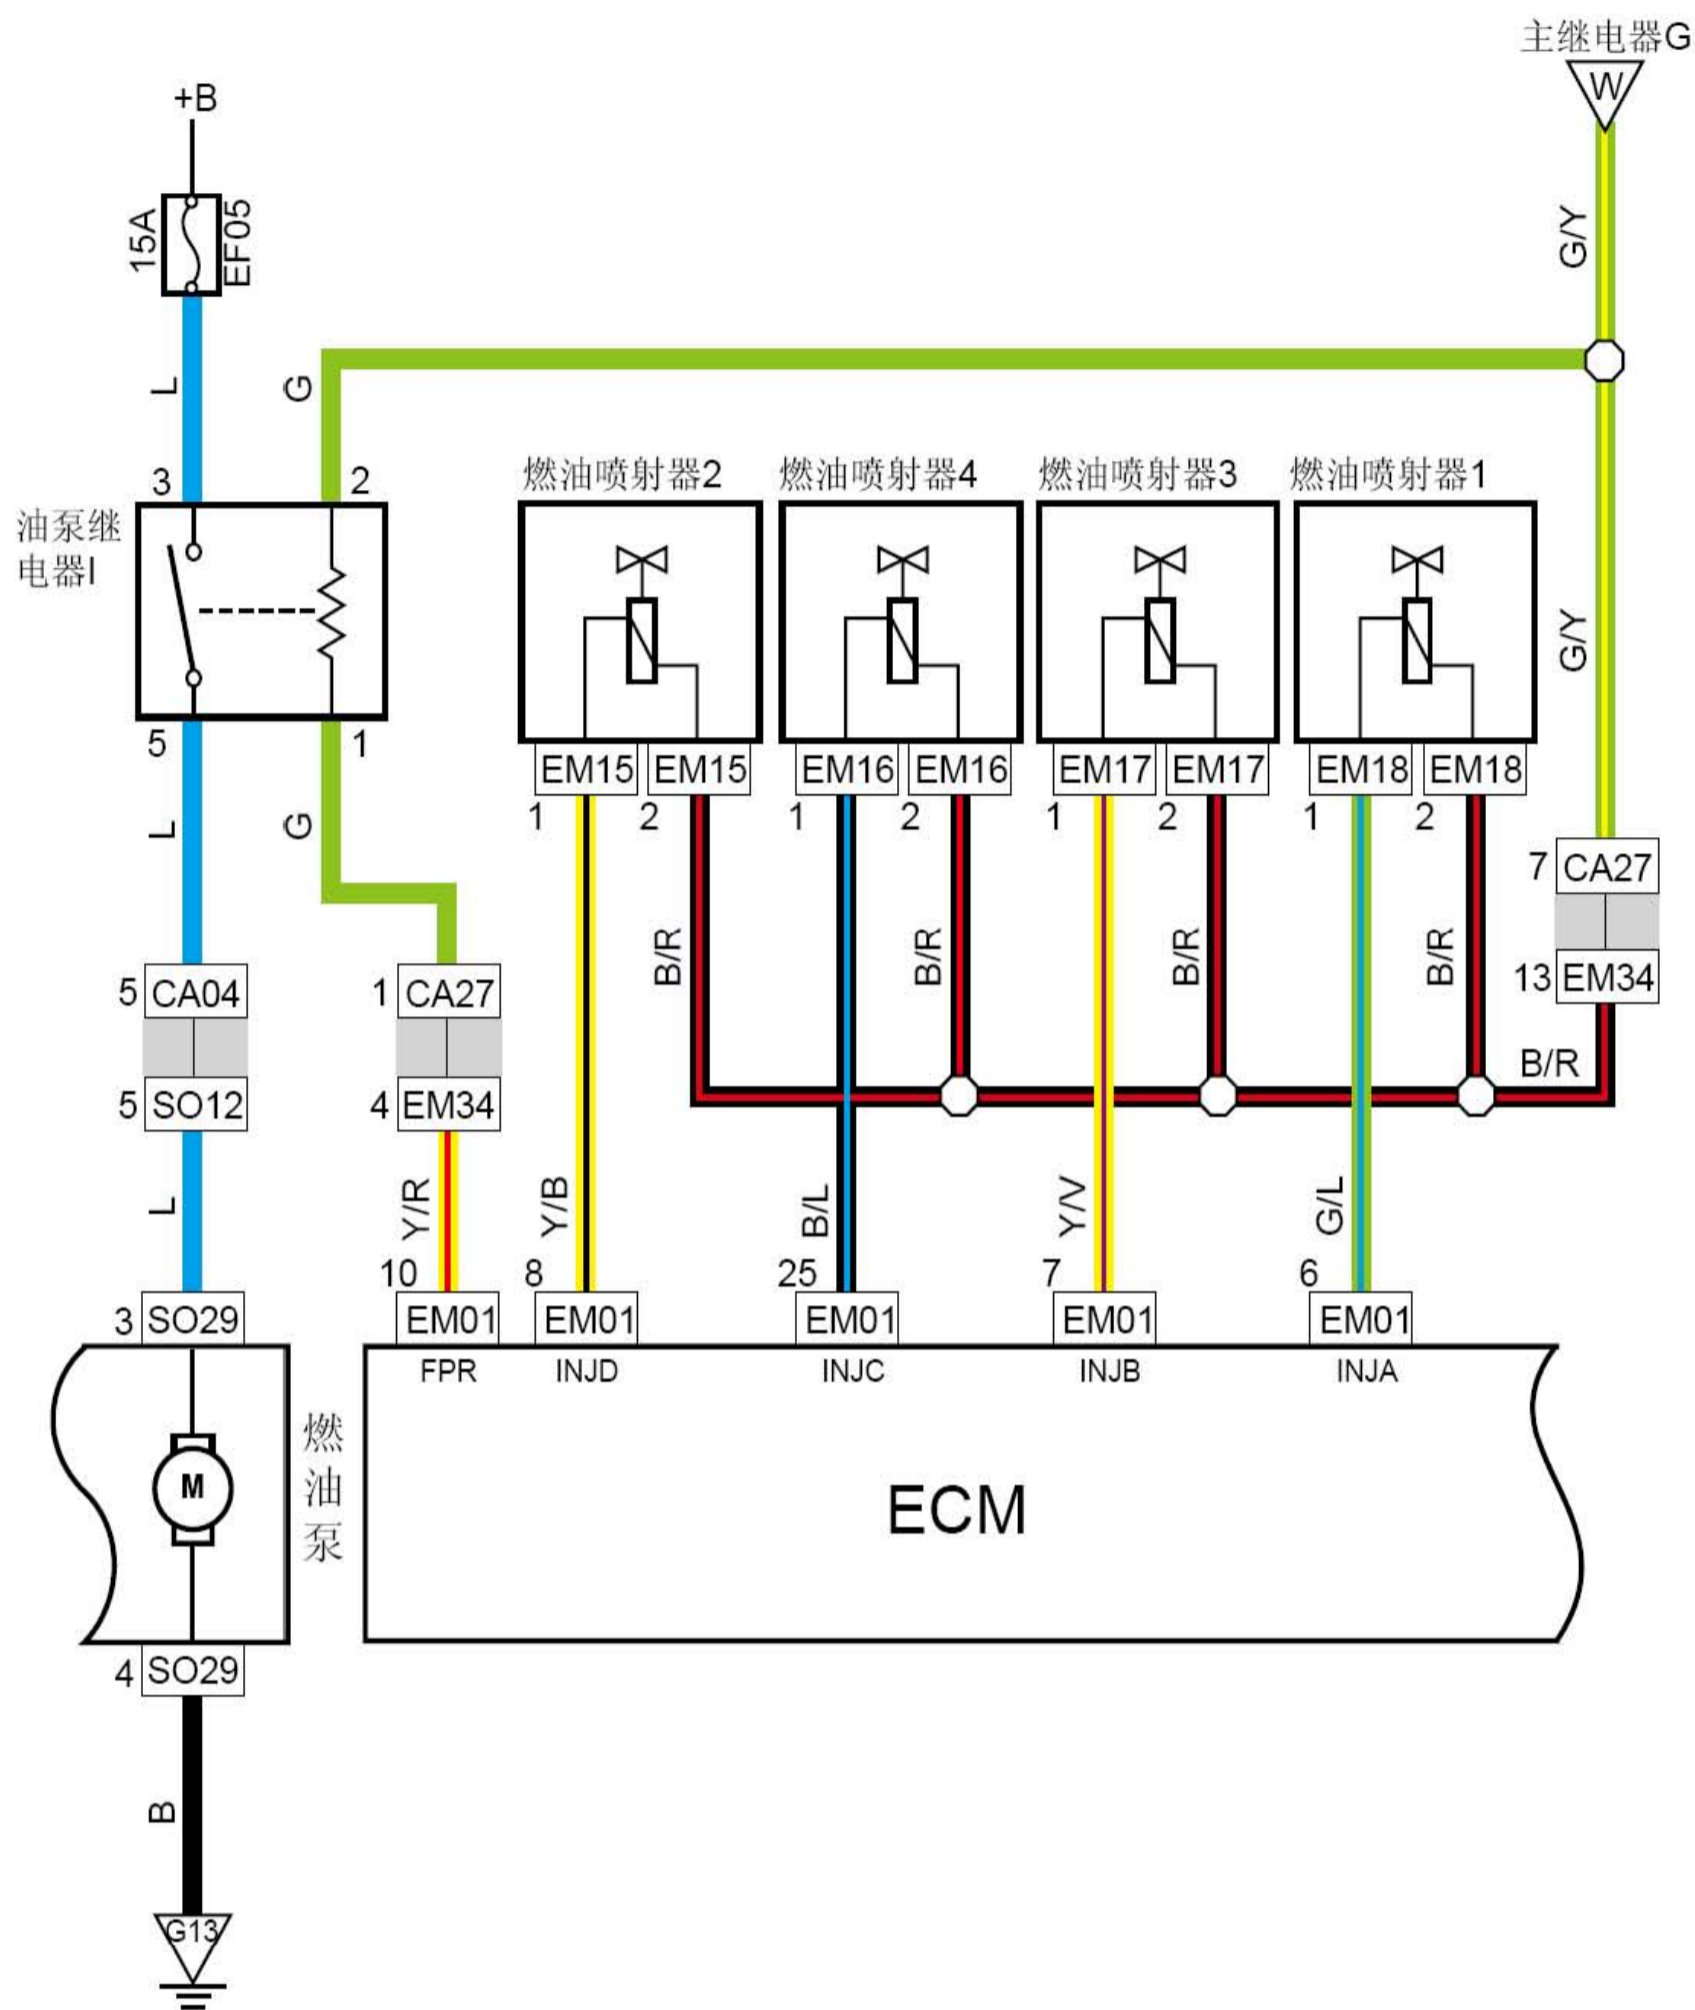 主继电器G
W
+B
15A
EF05
G/Y
L
G
3
2
油泵继
电器I
燃油喷射器2
燃油喷射器4
燃油喷射器3
燃油喷射器1
G/Y
5
1
EM15
EM15
EM16
EM16
EM17
EM17
EM18
EM18
1
2
1
2
1
2
1
2
L
G
7
CA27
B/R
B/R
B/R
B/R
5
CA04
1
CA27
13
EM34
B/R
5
SO12
4
EM34
L
Y/R
Y/B
B/L
Y/V
G/L
10
8
25
7
6
3
SO29
EM01
EM01
EM01
EM01
EM01
FPR
INJD
INJC
INJB
INJA
燃
油
泵
M
ECM
4
SO29
B
G13